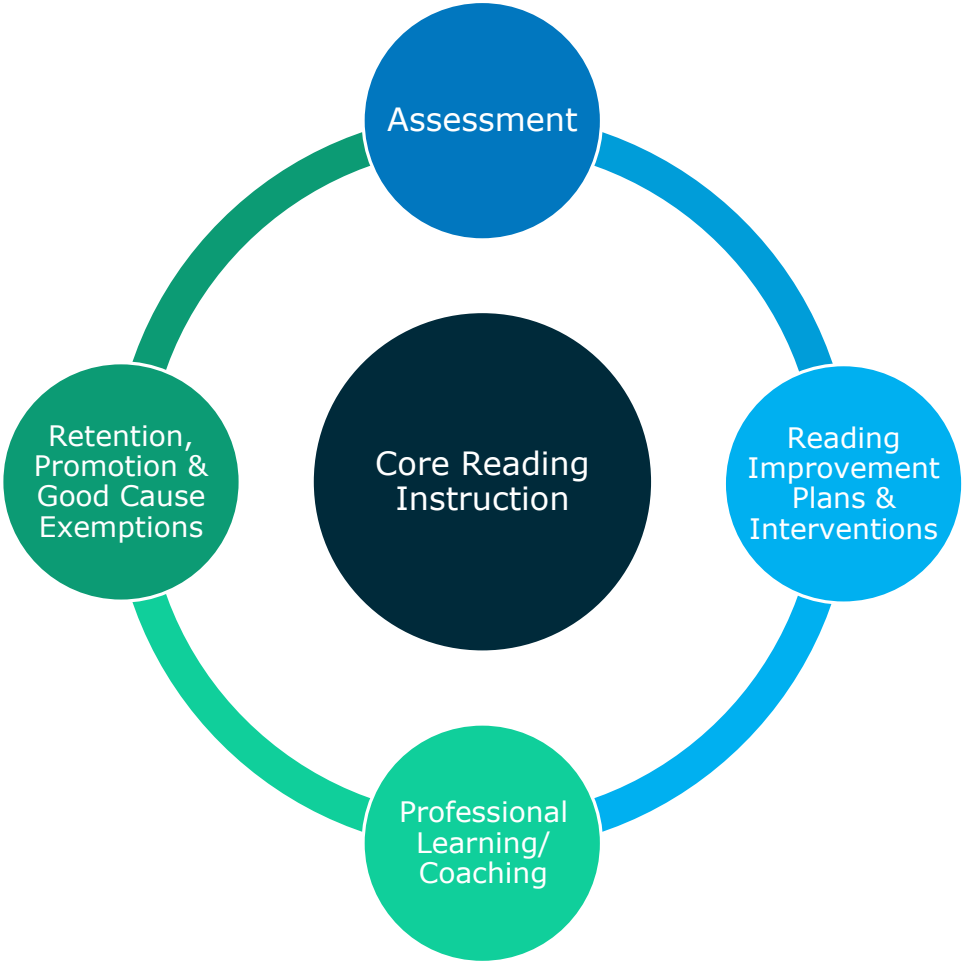 Assessment
Reading
Improvement
Plans &
Interventions
Professional
Learning/
Coaching
Retention,
Promotion &
Good Cause
Exemptions
Core Reading
Instruction